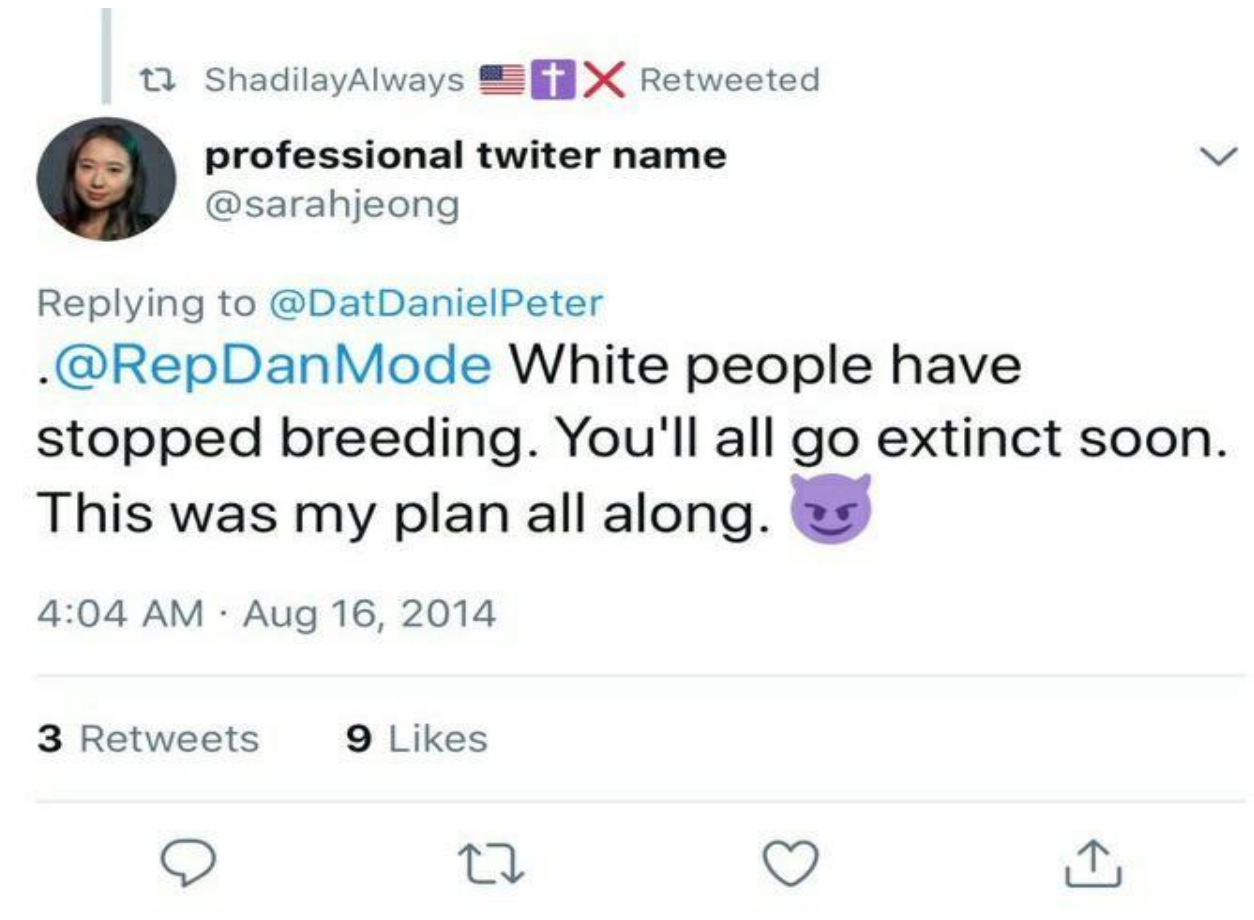 ShadilayAlways 🇺🇸✝️❌ Retweeted
professional twiter name
@sarahjeong
Replying to @DatDanielPeter
.@RepDanMode White people have
stopped breeding. You'll all go extinct soon.
This was my plan all along. 😈
4:04 AM · Aug 16, 2014
3 Retweets 9 Likes